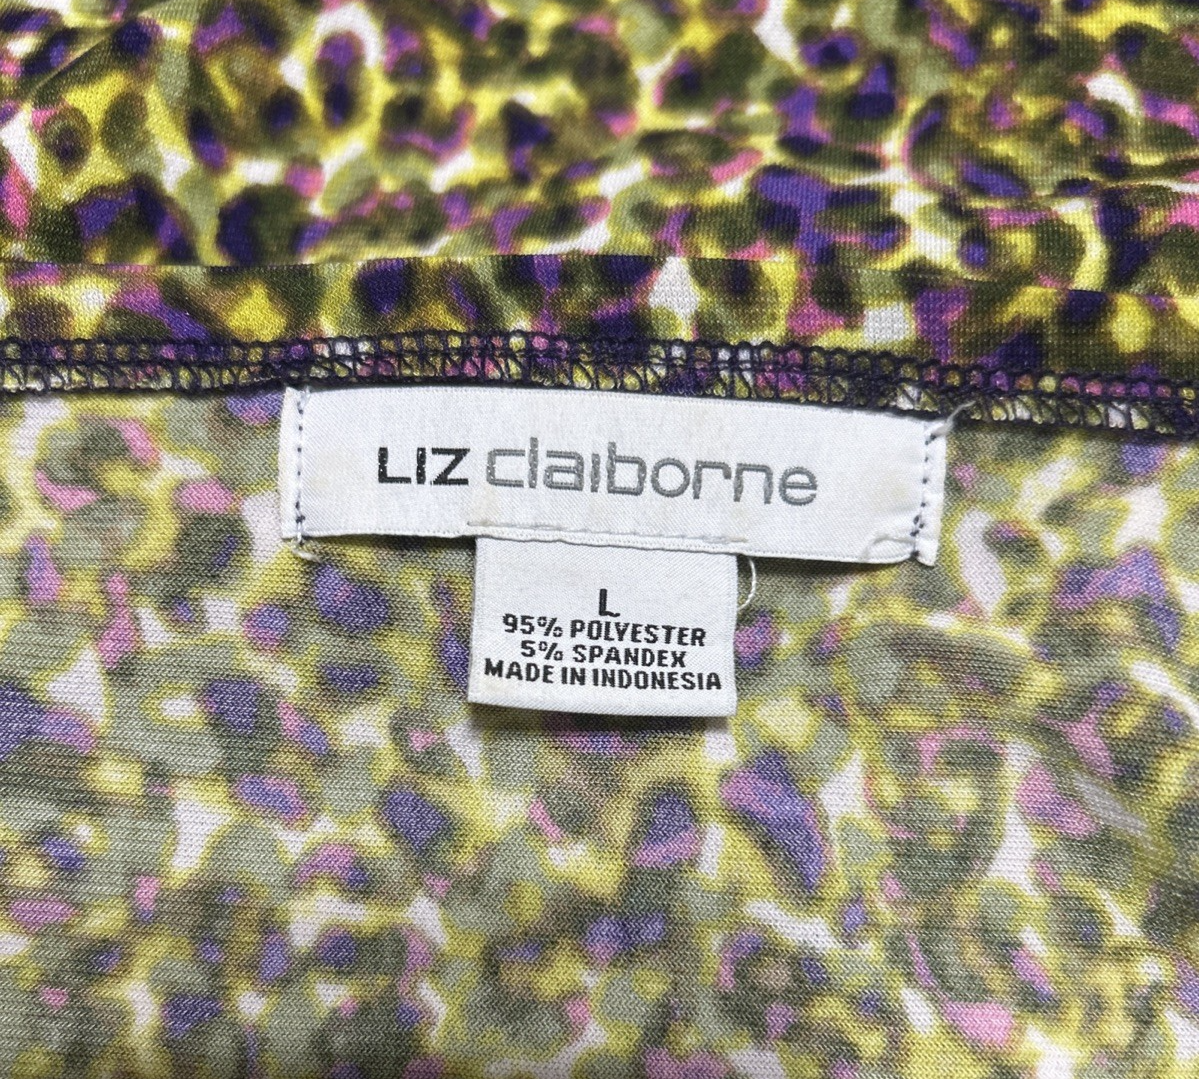 LIZ claiborne
L
95% POLYESTER
5% SPANDEX
MADE IN INDONESIA